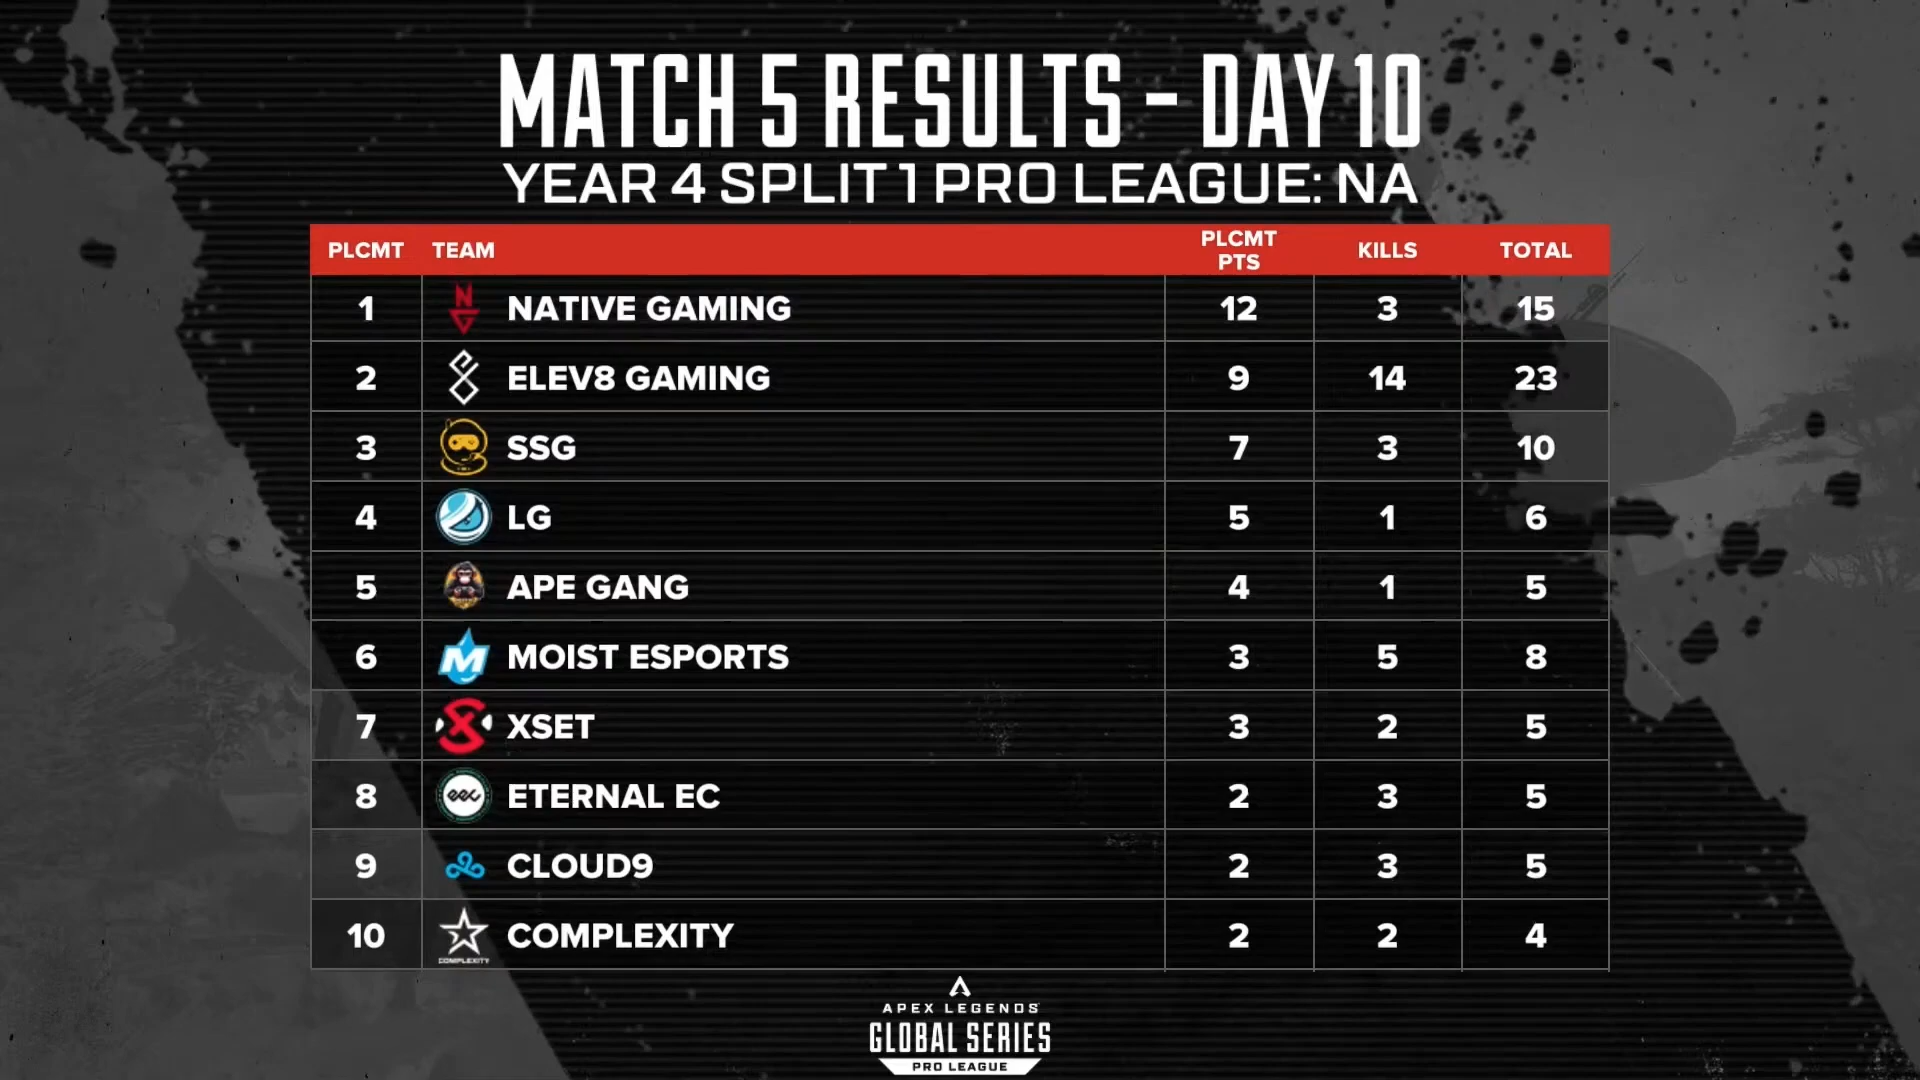 MATCH 5 RESULTS - DAY 10
YEAR 4 SPLIT 1 PRO LEAGUE: NA
PLCMT TEAM PLCMT PTS KILLS TOTAL
1 NATIVE GAMING 12 3 15
2 ELEV8 GAMING 9 14 23
3 SSG 7 3 10
4 LG 5 1 6
5 APE GANG 4 1 5
6 M MOIST ESPORTS 3 5 8
7 XSET 3 2 5
8 eec ETERNAL EC 2 3 5
9 CLOUD9 2 3 5
10 COMPLEXITY COMPLEXITY 2 2 4
APEX LEGENDS
GLOBAL SERIES
PRO LEAGUE